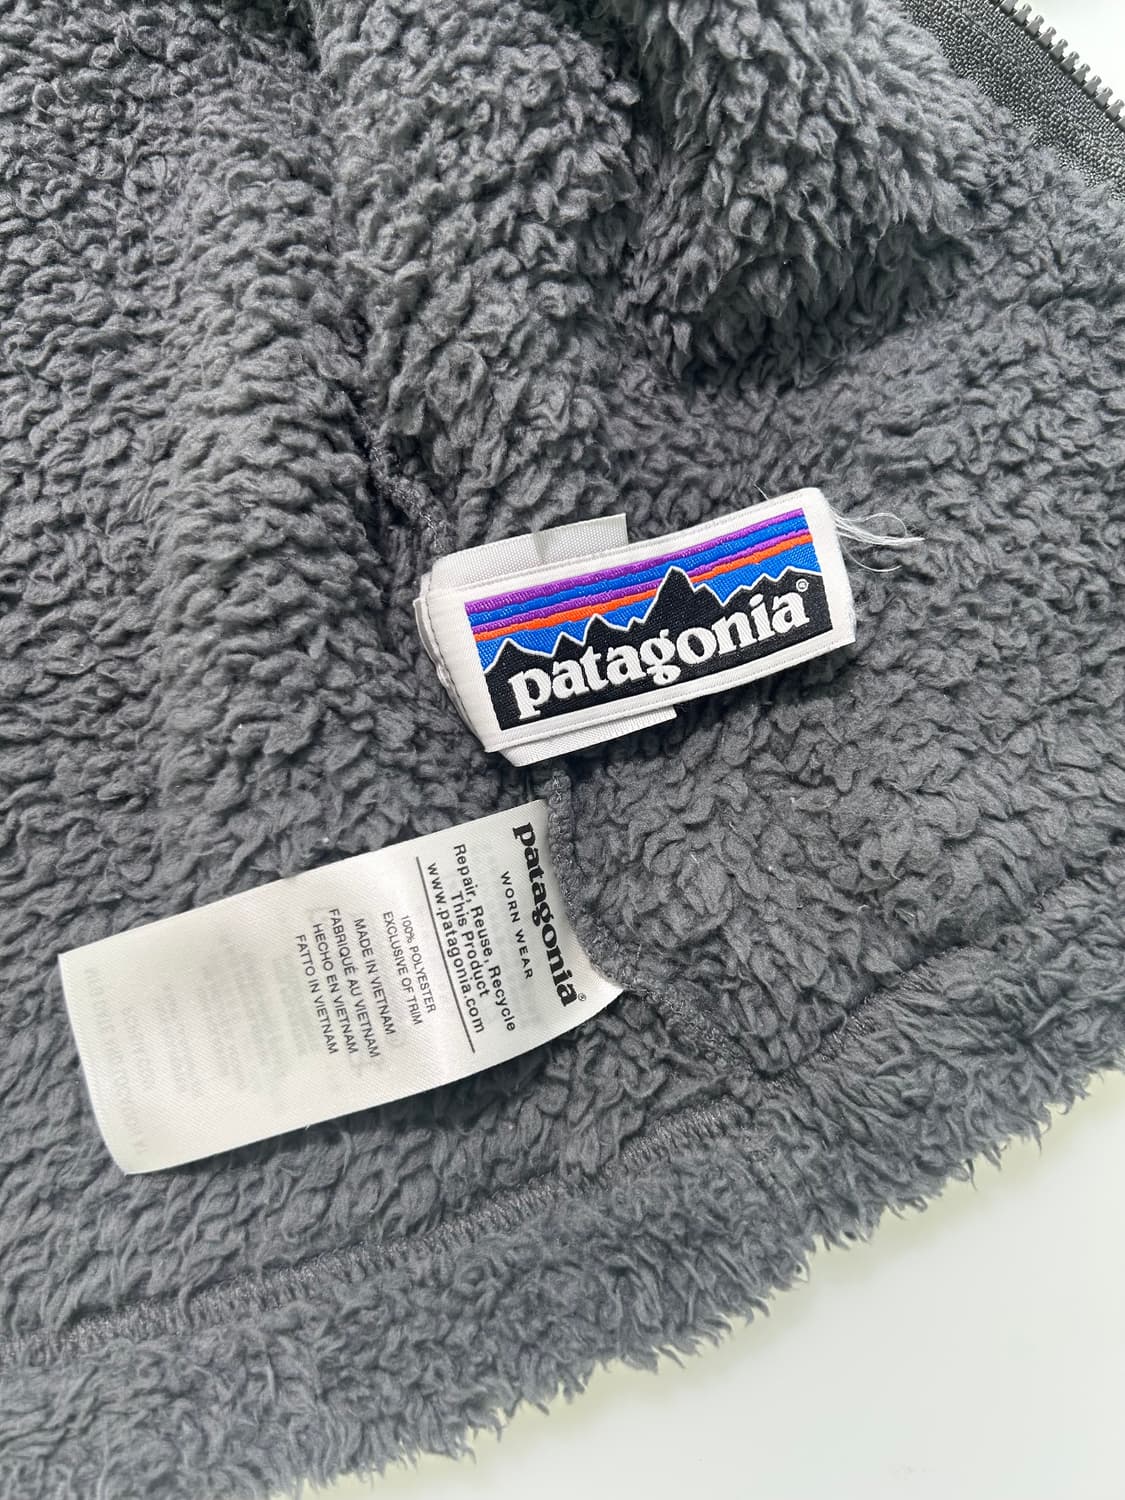 patagonia®
patagonia®
WORN WEAR
Repair, Reuse, Recycle
This Product
www.patagonia.com
100% POLYESTER
EXCLUSIVE OF TRIM
MADE IN VIETNAM
FABRIQUÉ AU VIETNAM
HECHO EN VIETNAM
FATTO IN VIETNAM